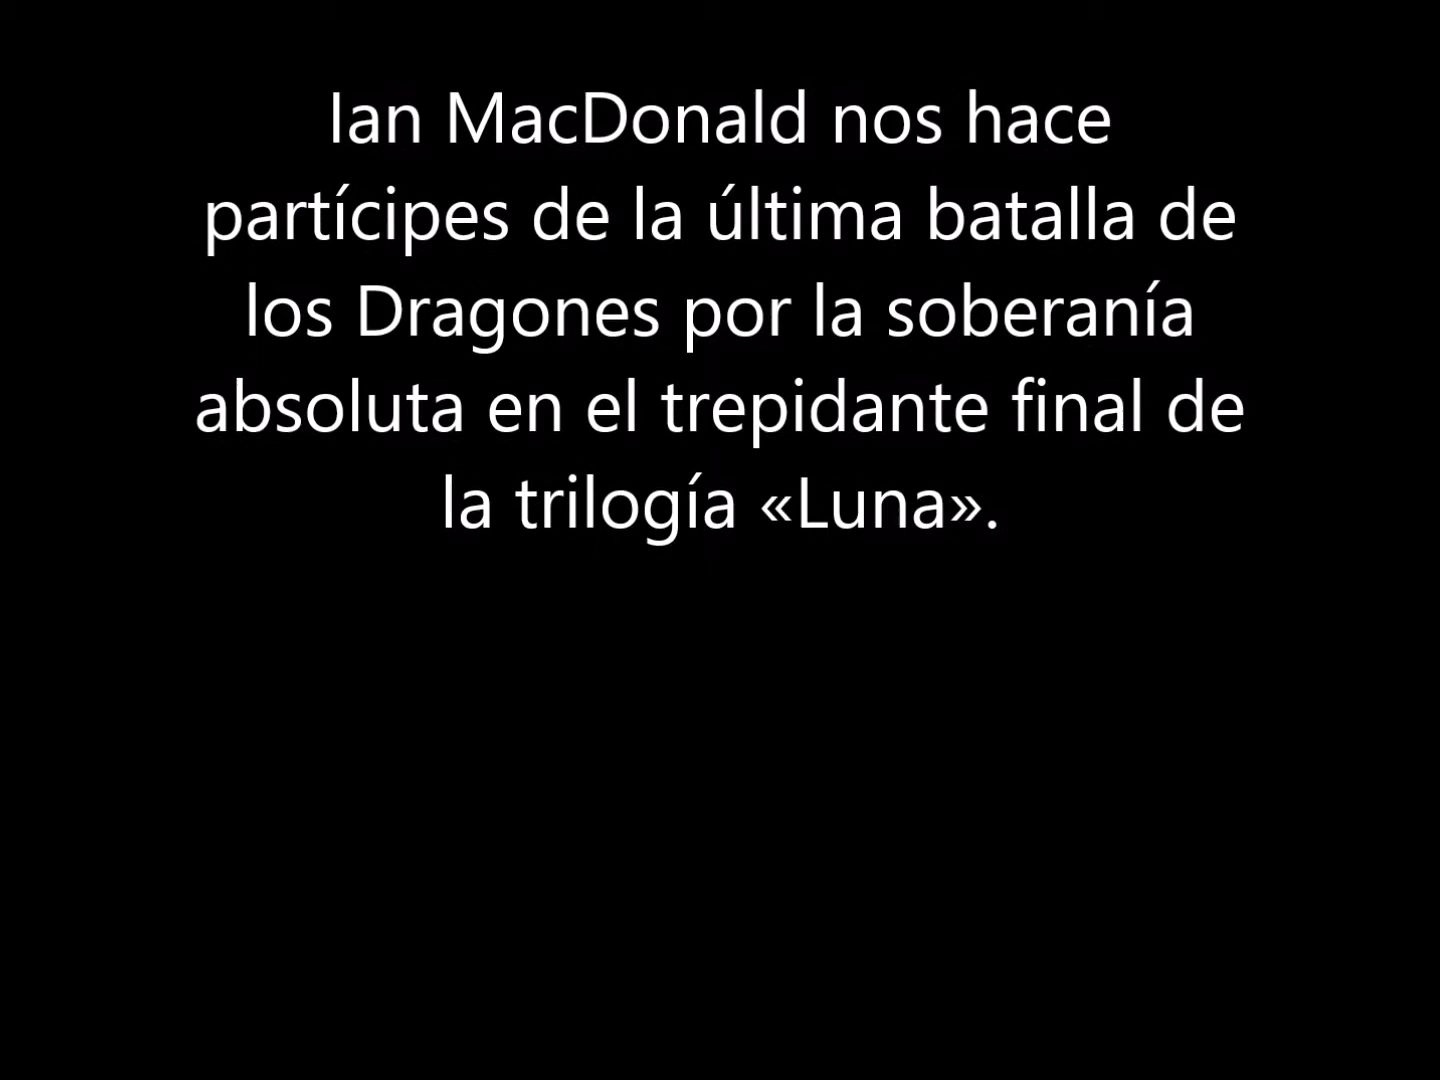 Ian MacDonald nos hace
partícipes de la última batalla de
los Dragones por la soberanía
absoluta en el trepidante final de
la trilogía «Luna».